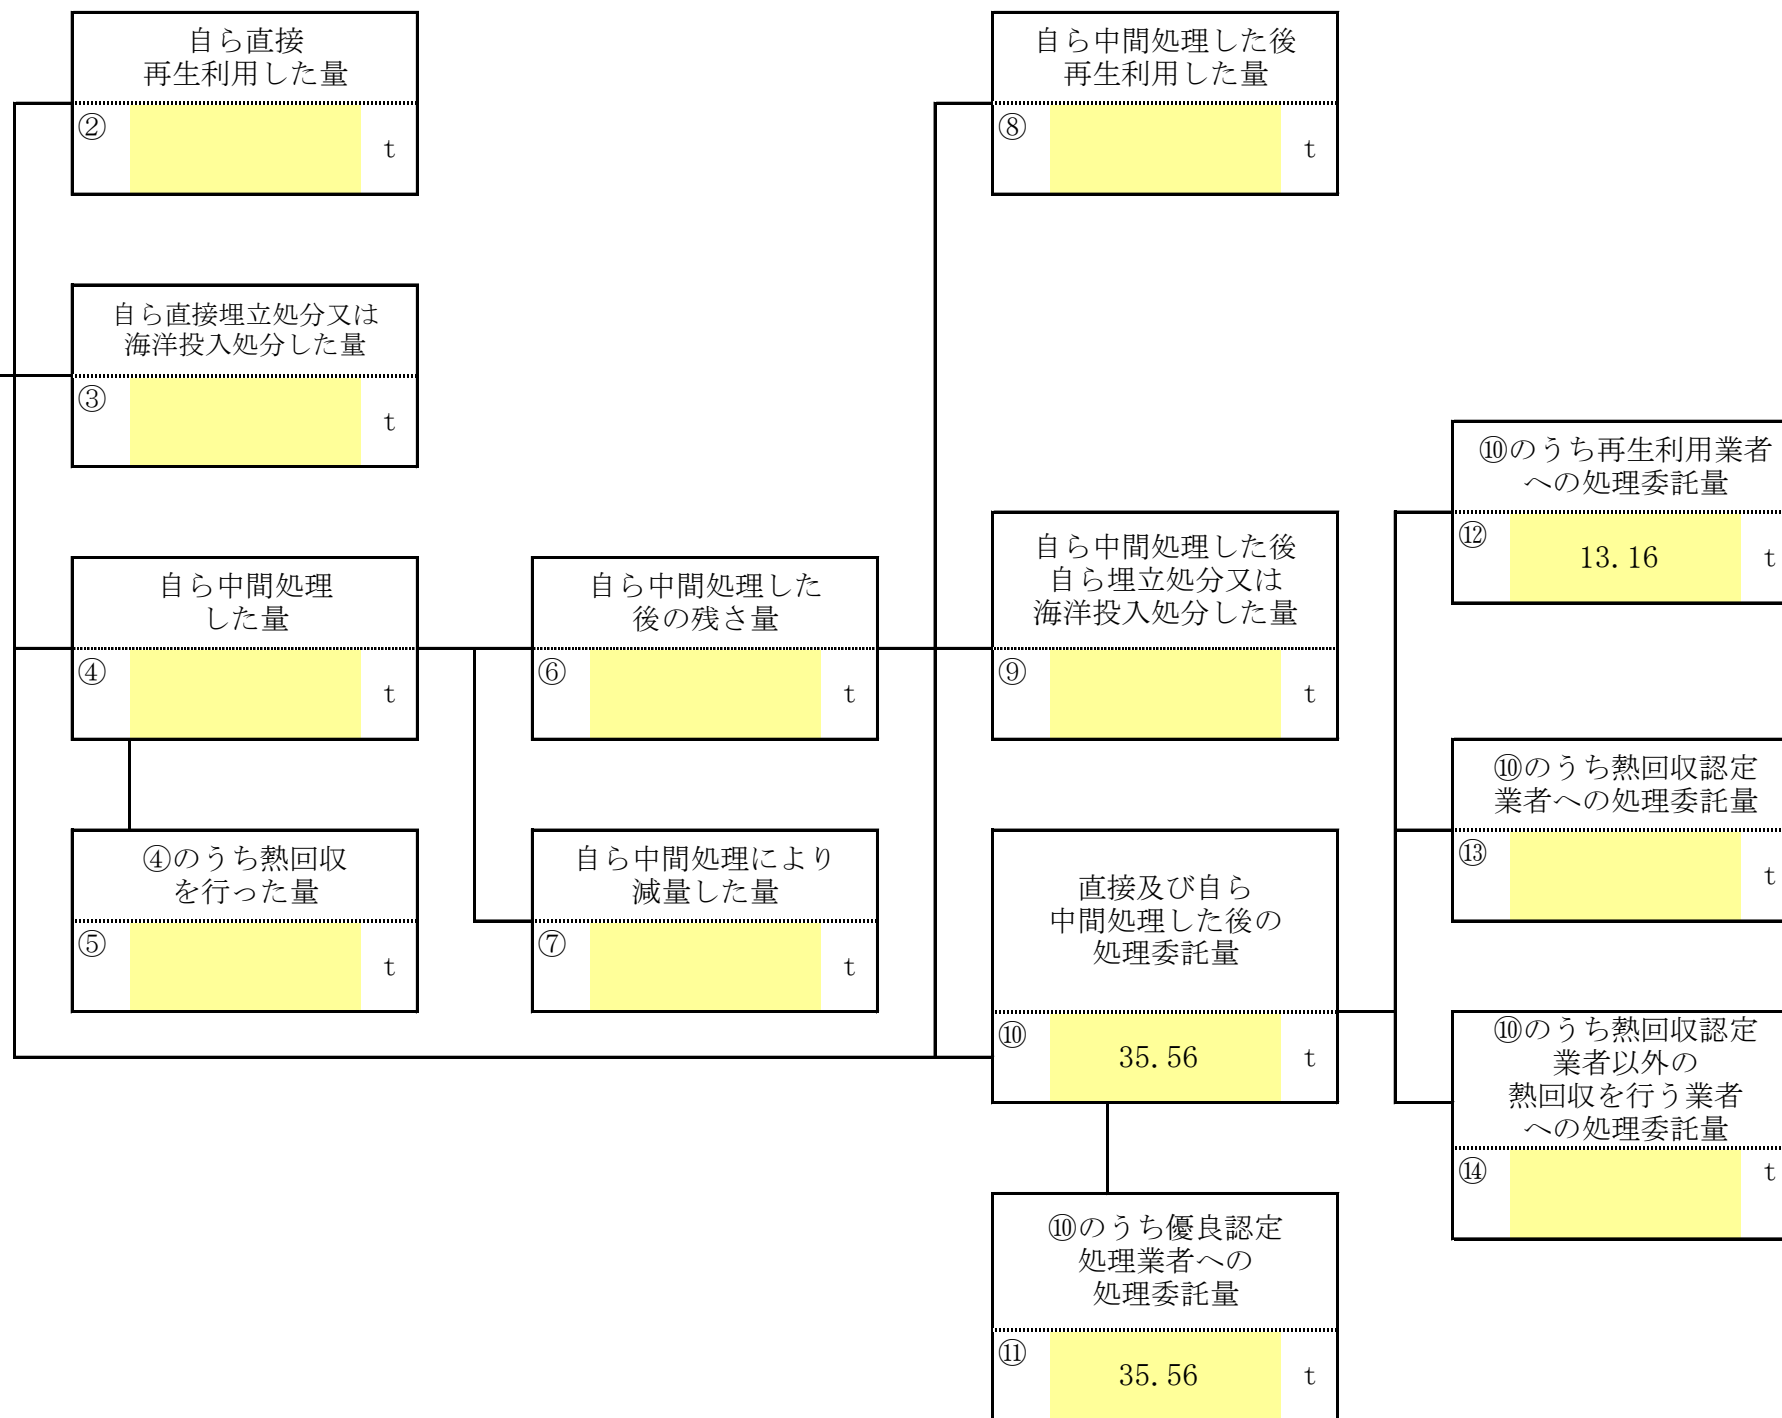 自ら直接
再生利用した量
②
t
自ら中間処理した後
再生利用した量
⑧
t
自ら直接埋立処分又は
海洋投入処分した量
③
t
⑩のうち再生利用業者
への処理委託量
⑫
13.16
t
自ら中間処理
した量
④
t
自ら中間処理した
後の残さ量
⑥
t
自ら中間処理した後
自ら埋立処分又は
海洋投入処分した量
⑨
t
⑩のうち熱回収認定
業者への処理委託量
⑬
t
④のうち熱回収
を行った量
⑤
t
自ら中間処理により
減量した量
⑦
t
直接及び自ら
中間処理した後の
処理委託量
⑩
35.56
t
⑩のうち熱回収認定
業者以外の
熱回収を行う業者
への処理委託量
⑭
t
⑩のうち優良認定
処理業者への
処理委託量
⑪
35.56
t